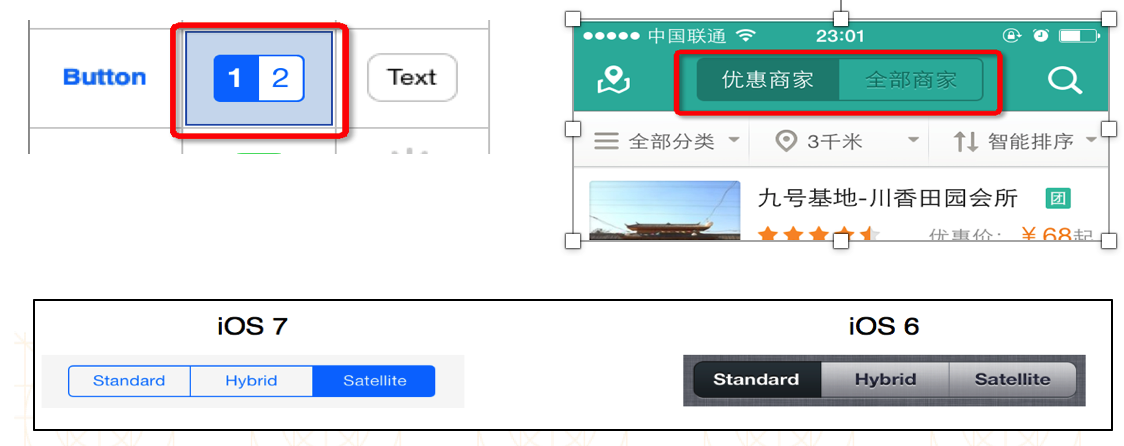 Button
1 2
Text
中国联通
23:01
优惠商家 全部商家
全部分类
3千米
智能排序
九号基地-川香田园会所
团
优惠价: ￥68起
iOS 7
iOS 6
Standard Hybrid Satellite
Standard Hybrid Satellite